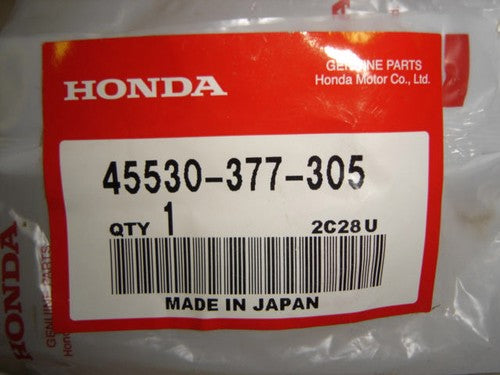 HONDA
GENUINE PARTS
Honda Motor Co., Ltd.
45530-377-305
QTY 1 2C28U
MADE IN JAPAN
HONDA
GENUINE PARTS
Hond